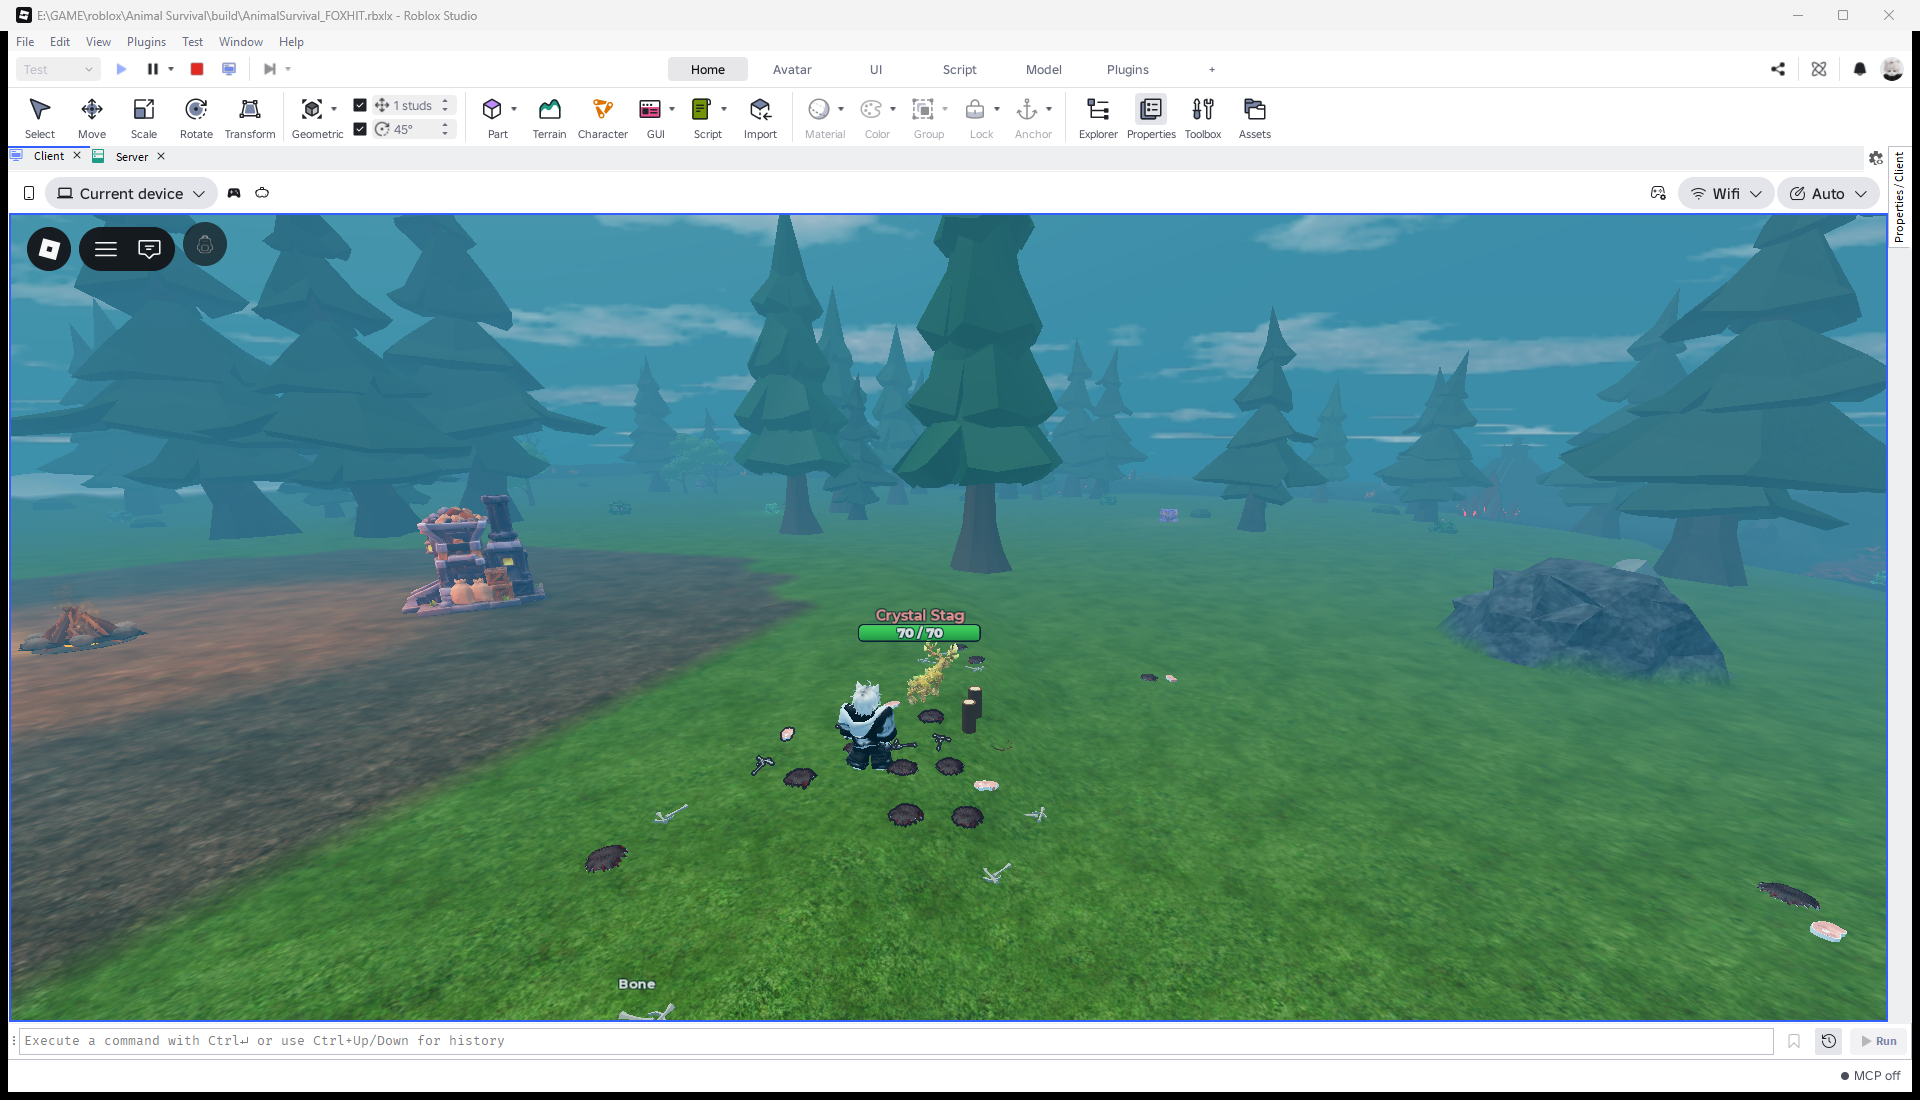 E:\GAME\roblox\Animal Survival\build\AnimalSurvival_FOXHIT.rbxlx - Roblox Studio
File Edit View Plugins Test Window Help
Test
Home Avatar UI Script Model Plugins +
Select Move Scale Rotate Transform Geometric 1 studs 45° Part Terrain Character GUI Script Import Material Color Group Lock Anchor Explorer Properties Toolbox Assets
Client Server
Properties / Client
Current device Wifi Auto
Crystal Stag
70 / 70
Bone
Execute a command with Ctrl↵ or use Ctrl+Up/Down for history
Run
MCP off